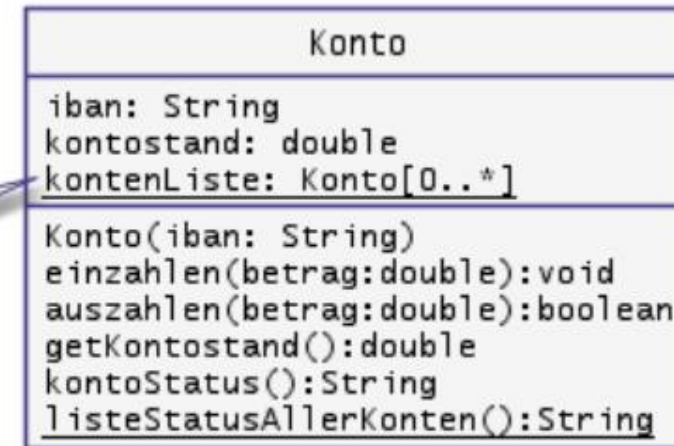 Konto
iban: String
kontostand: double
kontenListe: Konto[0..*]
Konto(iban: String)
einzahlen(betrag:double):void
auszahlen(betrag:double):boolean
getKontostand():double
kontoStatus():String
listeStatusAllerKonten():String